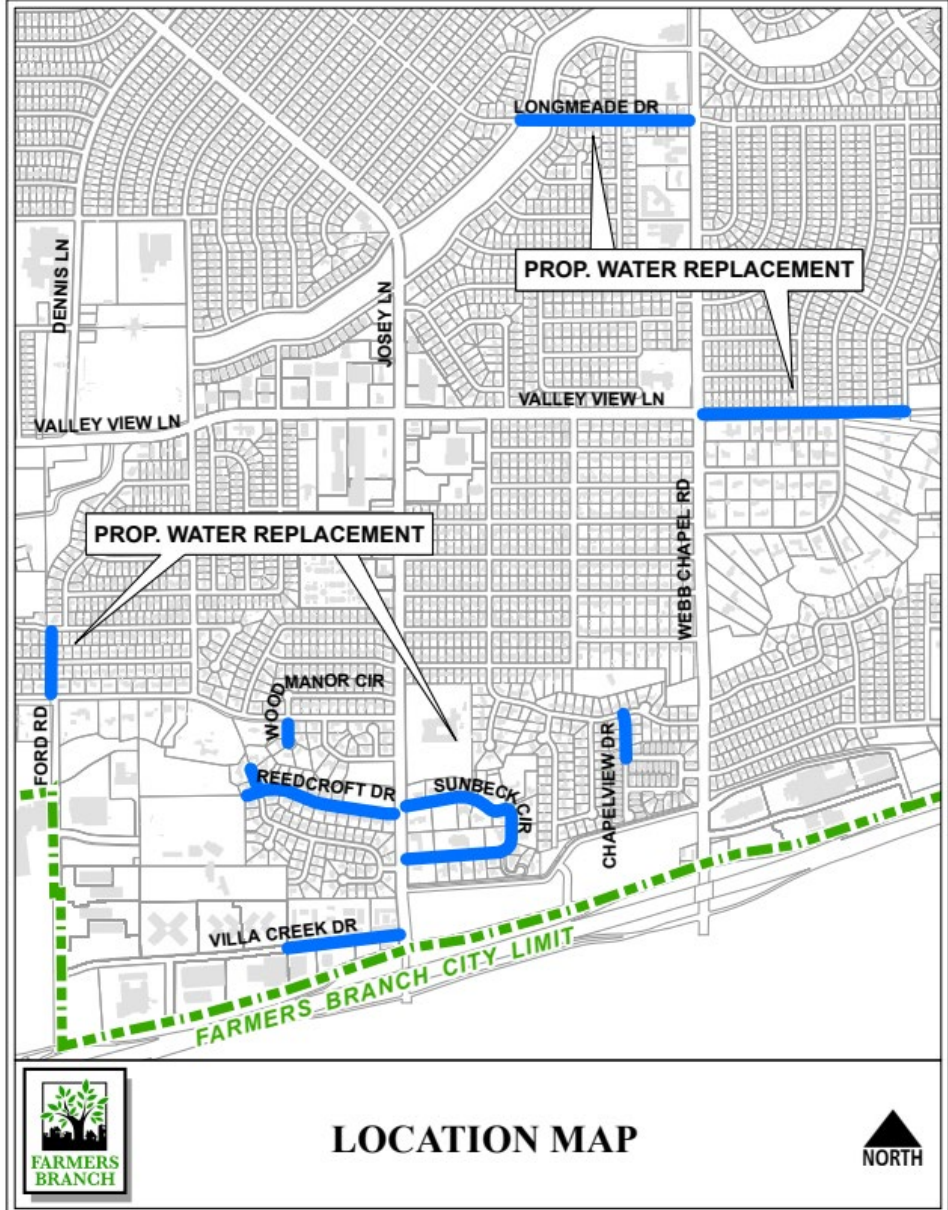 LONGMEADE DR
PROP. WATER REPLACEMENT
DENNIS LN
JOSEY LN
VALLEY VIEW LN
VALLEY VIEW LN
WEBB CHAPEL RD
PROP. WATER REPLACEMENT
MANOR CIR
WOOD
FORD RD
REEDCROFT DR
SUNBECK CIR
CHAPELVIEW DR
VILLA CREEK DR
FARMERS BRANCH CITY LIMIT
FARMERS
BRANCH
LOCATION MAP
NORTH